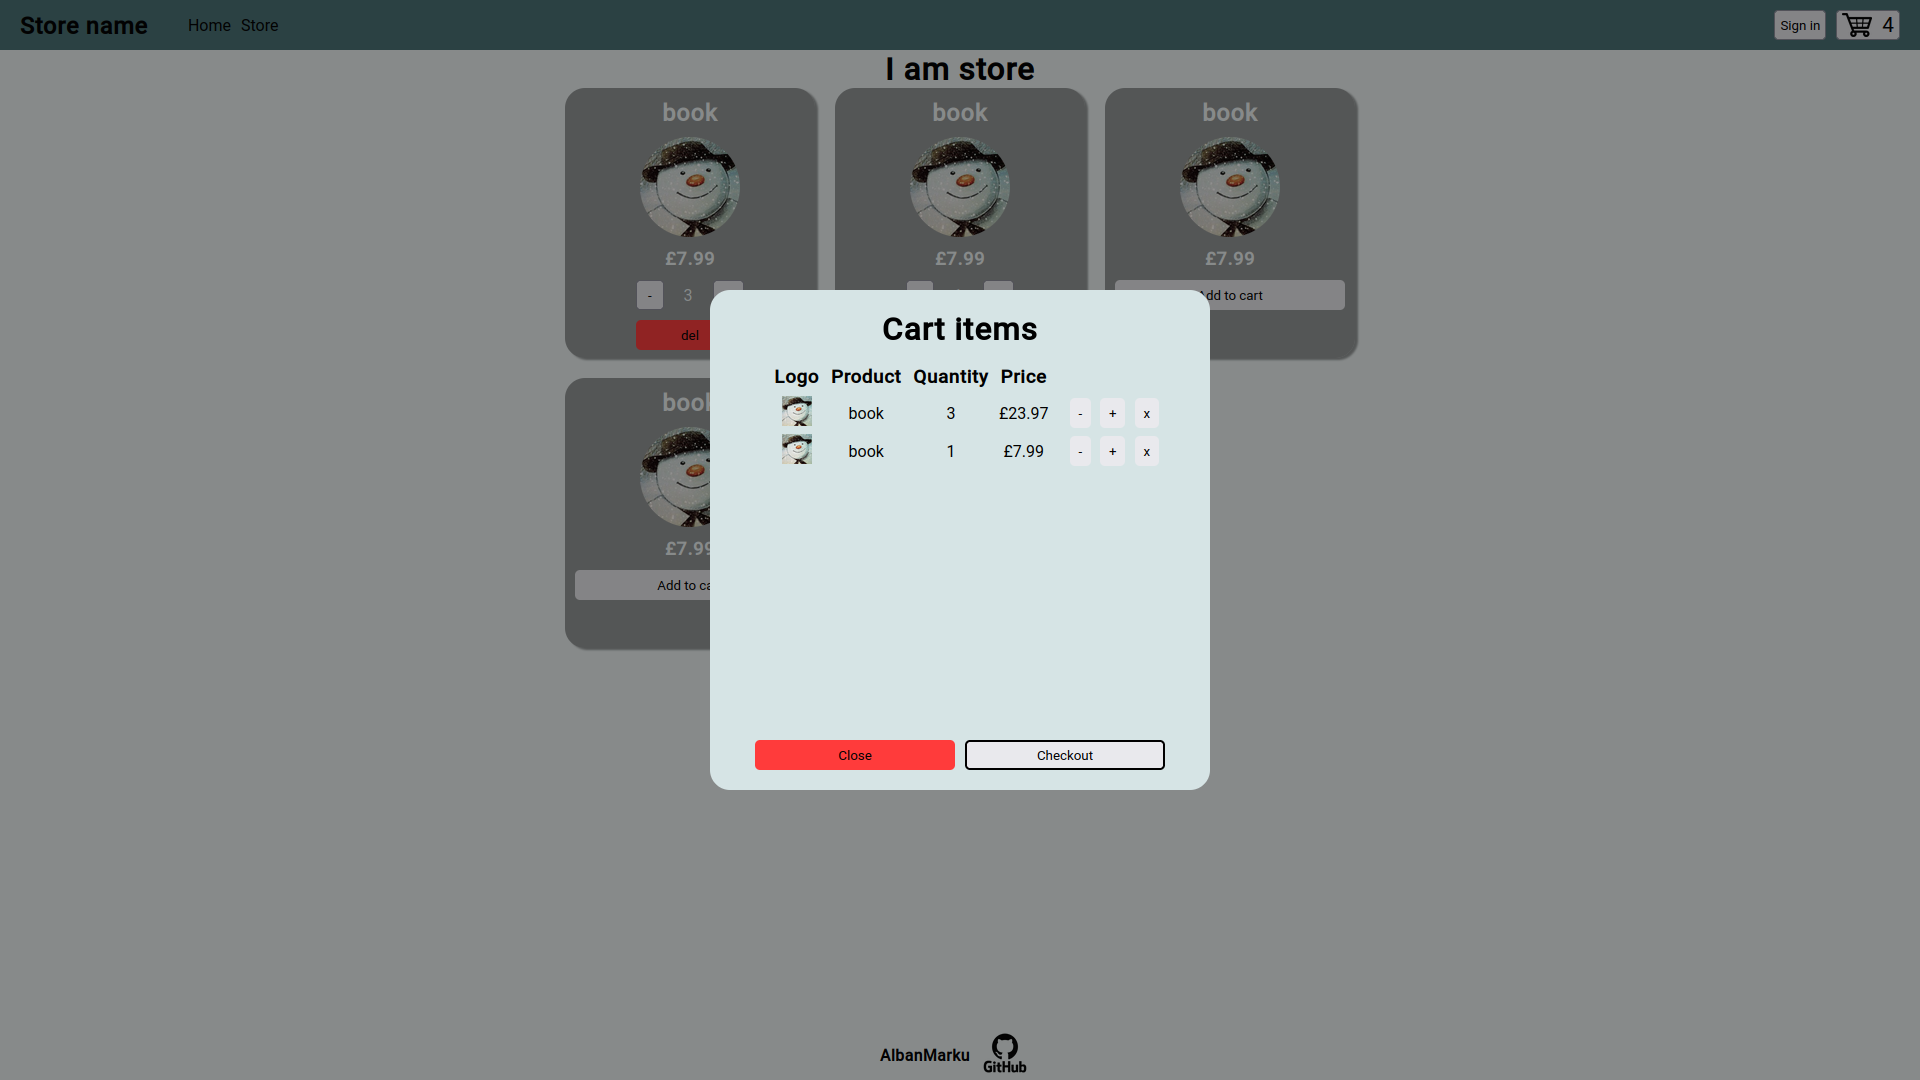 Store name Home Store Sign in 4
I am store
book book book
£7.99 £7.99 £7.99
- 3
Add to cart
del
Cart items
Logo Product Quantity Price
book 3 £23.97 - + x
book 1 £7.99 - + x
book
£7.99
Add to ca
Close Checkout
AlbanMarku GitHub